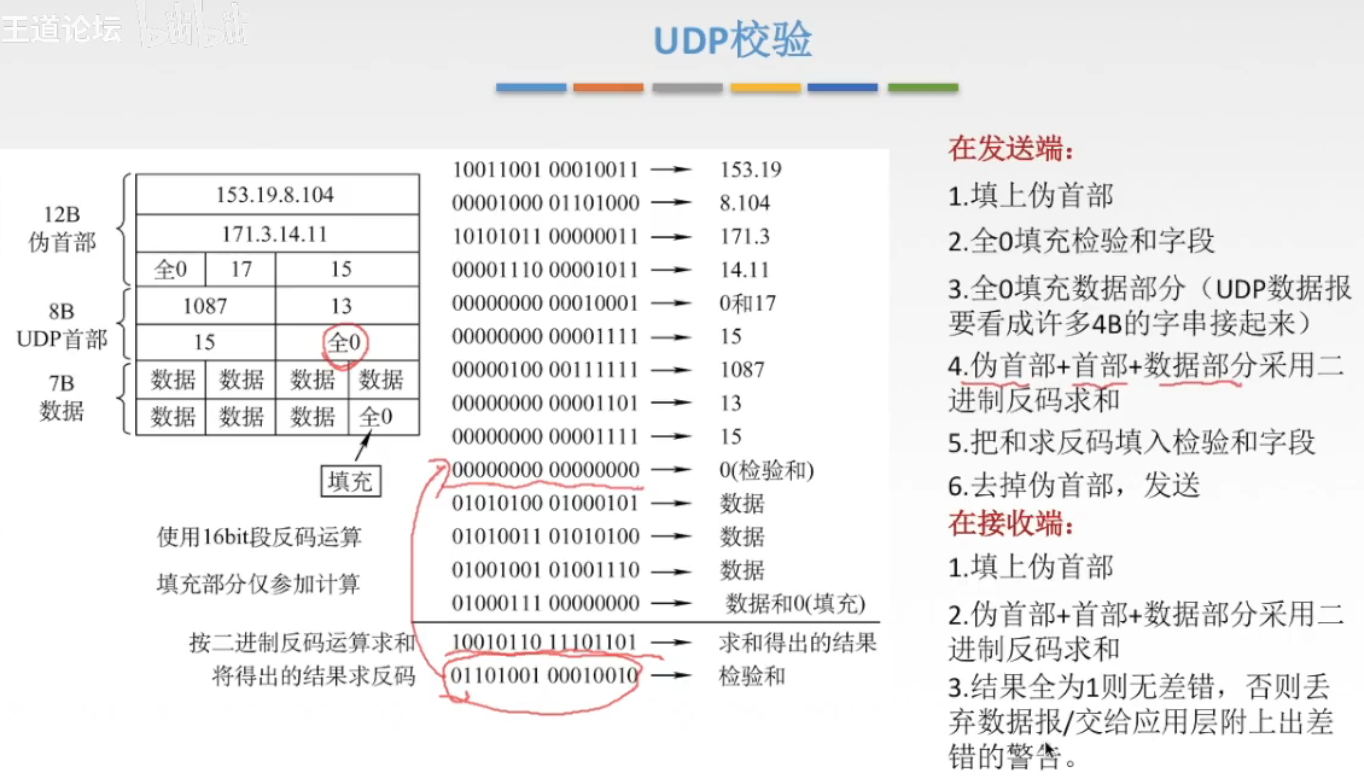 王道论坛 bilibili
UDP校验
12B
伪首部
153.19.8.104
171.3.14.11
全0 17 15
8B
UDP首部
1087 13
15 全0
7B
数据
数据 数据 数据 数据
数据 数据 数据 全0
填充
使用16bit段反码运算
填充部分仅参加计算
10011001 00010011 → 153.19
00001000 01101000 → 8.104
10101011 00000011 → 171.3
00001110 00001011 → 14.11
00000000 00010001 → 0和17
00000000 00001111 → 15
00000100 00111111 → 1087
00000000 00001101 → 13
00000000 00001111 → 15
00000000 00000000 → 0(检验和)
01010100 01000101 → 数据
01010011 01010100 → 数据
01001001 01001110 → 数据
01000111 00000000 → 数据和0(填充)
按二进制反码运算求和 10010110 11101101 → 求和得出的结果
将得出的结果求反码 01101001 00010010 → 检验和
在发送端：
1.填上伪首部
2.全0填充检验和字段
3.全0填充数据部分（UDP数据报
要看成许多4B的字串接起来）
4.伪首部+首部+数据部分采用二
进制反码求和
5.把和求反码填入检验和字段
6.去掉伪首部，发送
在接收端：
1.填上伪首部
2.伪首部+首部+数据部分采用二
进制反码求和
3.结果全为1则无差错，否则丢
弃数据报/交给应用层附上出差
错的警告。